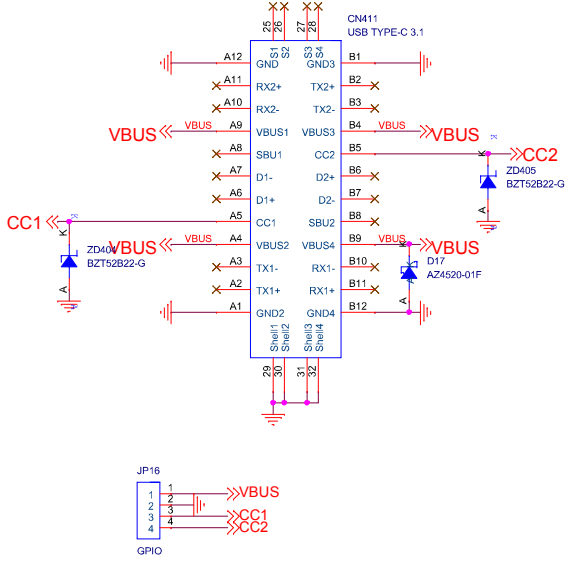 CN411
USB TYPE-C 3.1
25 26 27 28
S1 S2 S3 S4
A12 GND GND3 B1
A11 RX2+ TX2+ B2
A10 RX2- TX2- B3
VBUS VBUS A9 VBUS1 VBUS3 B4 VBUS VBUS
A8 SBU1 CC2 B5 K CC2
A7 D1- D2+ B6 ZD405
BZT52B22-G
A6 D1+ D2- B7
A
CC1 A5 CC1 SBU2 B8
K
ZD404 VBUS VBUS A4 VBUS2 VBUS4 B9 VBUS K VBUS
BZT52B22-G
A3 TX1- RX1- B10 D17
AZ4520-01F
A A2 TX1+ RX1+ B11 A
A1 GND2 GND4 B12
Shell1 Shell2 Shell3 Shell4
29 30 31 32
JP16
1 1 VBUS
2 2
3 3 CC1
4 4 CC2
GPIO